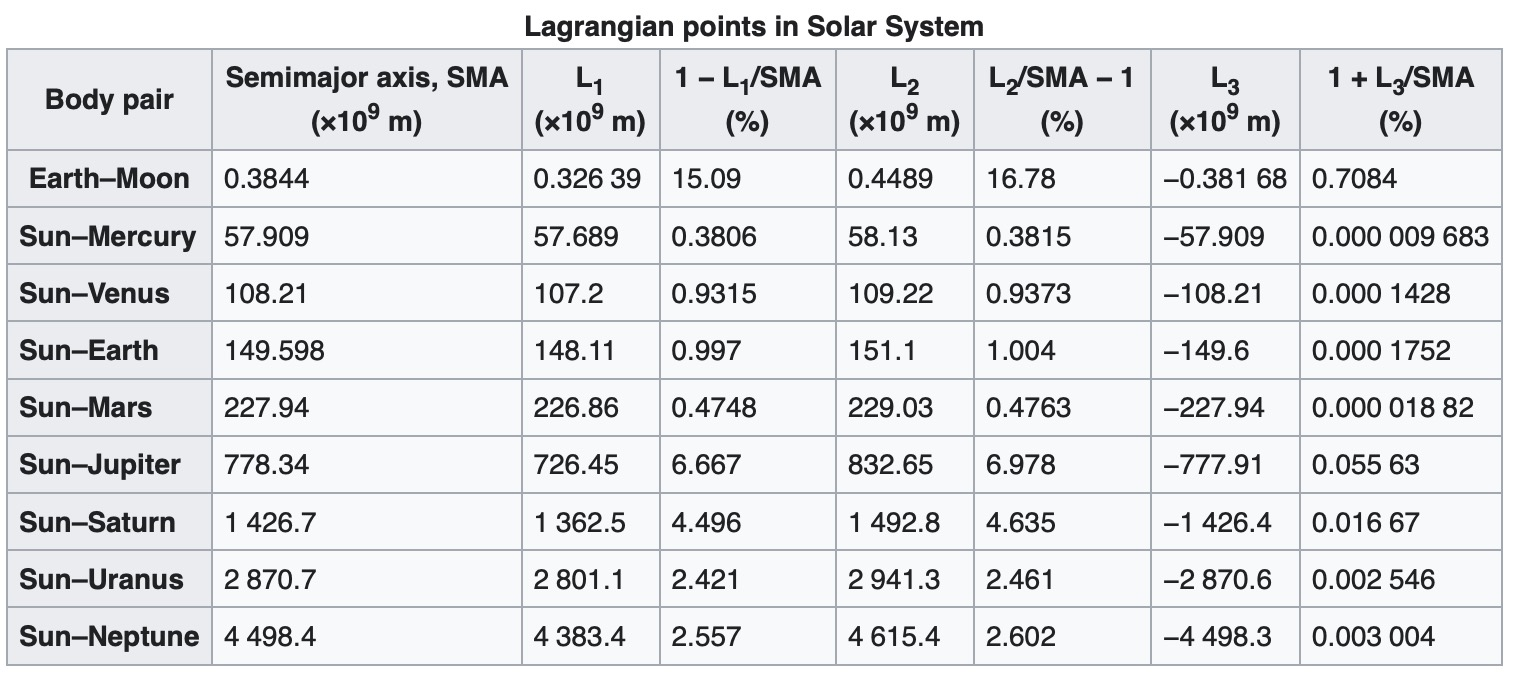 Lagrangian points in Solar System
Body pair Semimajor axis, SMA (×10⁹ m) L₁ (×10⁹ m) 1 − L₁/SMA (%) L₂ (×10⁹ m) L₂/SMA − 1 (%) L₃ (×10⁹ m) 1 + L₃/SMA (%)
Earth–Moon 0.3844 0.326 39 15.09 0.4489 16.78 −0.381 68 0.7084
Sun–Mercury 57.909 57.689 0.3806 58.13 0.3815 −57.909 0.000 009 683
Sun–Venus 108.21 107.2 0.9315 109.22 0.9373 −108.21 0.000 1428
Sun–Earth 149.598 148.11 0.997 151.1 1.004 −149.6 0.000 1752
Sun–Mars 227.94 226.86 0.4748 229.03 0.4763 −227.94 0.000 018 82
Sun–Jupiter 778.34 726.45 6.667 832.65 6.978 −777.91 0.055 63
Sun–Saturn 1 426.7 1 362.5 4.496 1 492.8 4.635 −1 426.4 0.016 67
Sun–Uranus 2 870.7 2 801.1 2.421 2 941.3 2.461 −2 870.6 0.002 546
Sun–Neptune 4 498.4 4 383.4 2.557 4 615.4 2.602 −4 498.3 0.003 004